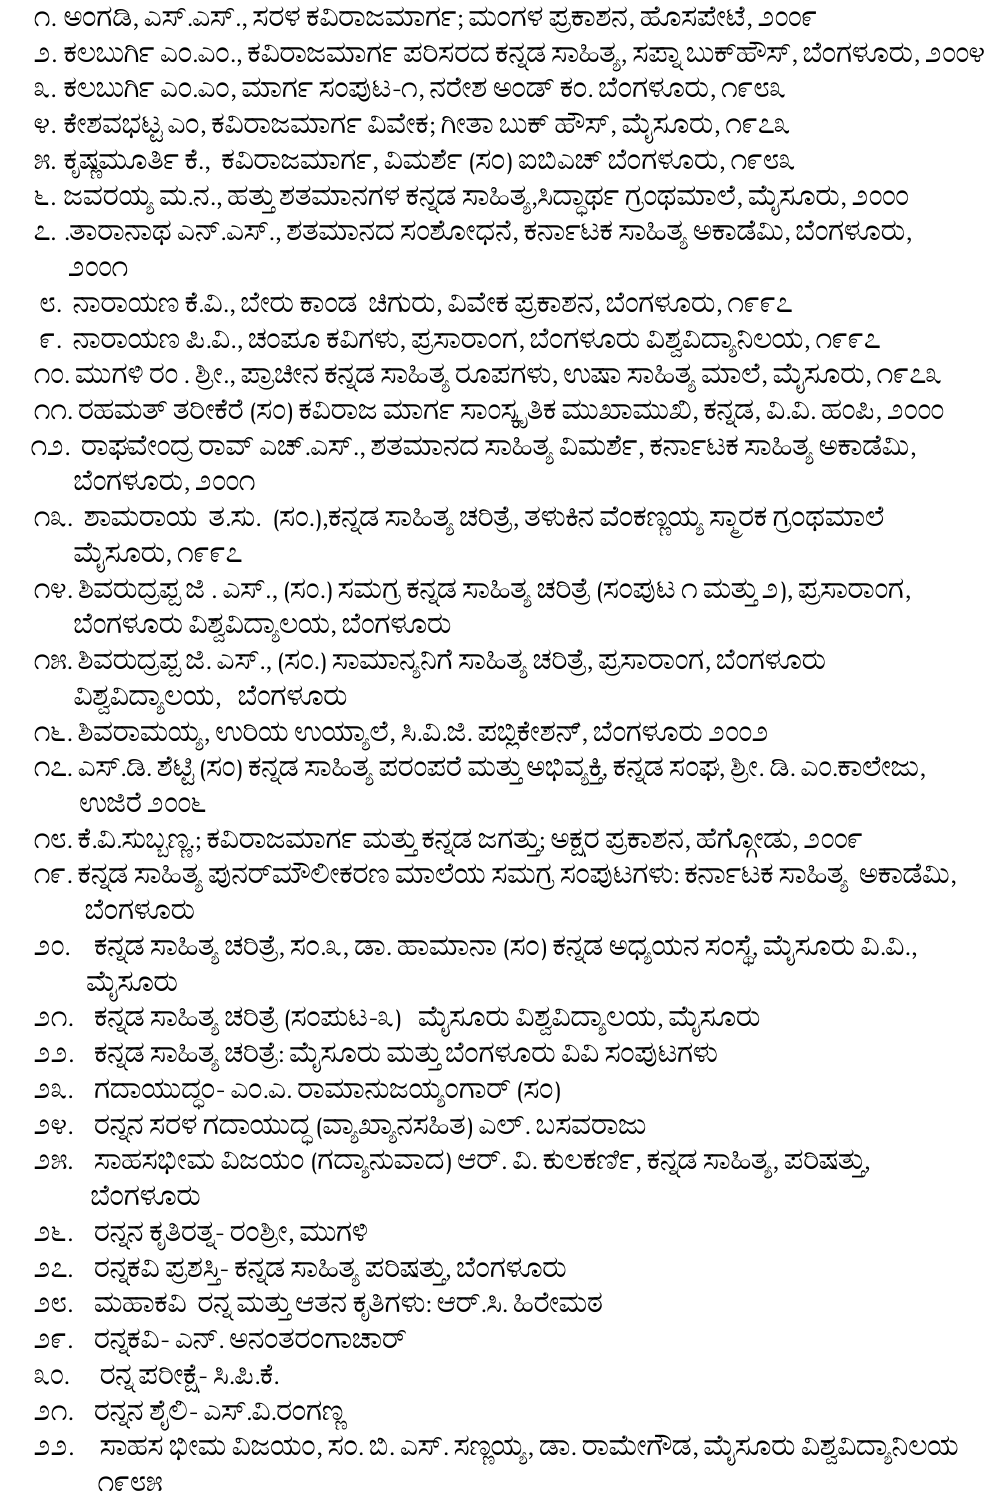 ೧. ಅಂಗಡಿ, ಎಸ್.ಎಸ್., ಸರಳ ಕವಿರಾಜಮಾರ್ಗ; ಮಂಗಳ ಪ್ರಕಾಶನ, ಹೊಸಪೇಟೆ, ೨೦೦೯
೨. ಕಲಬುರ್ಗಿ ಎಂ.ಎಂ., ಕವಿರಾಜಮಾರ್ಗ ಪರಿಸರದ ಕನ್ನಡ ಸಾಹಿತ್ಯ, ಸಪ್ನಾ ಬುಕ್‌ಹೌಸ್, ಬೆಂಗಳೂರು, ೨೦೦೪
೩. ಕಲಬುರ್ಗಿ ಎಂ.ಎಂ, ಮಾರ್ಗ ಸಂಪುಟ-೧, ನರೇಶ ಅಂಡ್ ಕಂ. ಬೆಂಗಳೂರು, ೧೯೮೩
೪. ಕೇಶವಭಟ್ಟ ಎಂ, ಕವಿರಾಜಮಾರ್ಗ ವಿವೇಕ; ಗೀತಾ ಬುಕ್ ಹೌಸ್, ಮೈಸೂರು, ೧೯೭೩
೫. ಕೃಷ್ಣಮೂರ್ತಿ ಕೆ., ಕವಿರಾಜಮಾರ್ಗ, ವಿಮರ್ಶೆ (ಸಂ) ಐಬಿಎಚ್ ಬೆಂಗಳೂರು, ೧೯೮೩
೬. ಜವರಯ್ಯ ಮ.ನ., ಹತ್ತು ಶತಮಾನಗಳ ಕನ್ನಡ ಸಾಹಿತ್ಯ,ಸಿದ್ಧಾರ್ಥ ಗ್ರಂಥಮಾಲೆ, ಮೈಸೂರು, ೨೦೦೦
೭. .ತಾರಾನಾಥ ಎನ್.ಎಸ್., ಶತಮಾನದ ಸಂಶೋಧನೆ, ಕರ್ನಾಟಕ ಸಾಹಿತ್ಯ ಅಕಾಡೆಮಿ, ಬೆಂಗಳೂರು,
೨೦೦೧
೮. ನಾರಾಯಣ ಕೆ.ವಿ., ಬೇರು ಕಾಂಡ ಚಿಗುರು, ವಿವೇಕ ಪ್ರಕಾಶನ, ಬೆಂಗಳೂರು, ೧೯೯೭
೯. ನಾರಾಯಣ ಪಿ.ವಿ., ಚಂಪೂ ಕವಿಗಳು, ಪ್ರಸಾರಾಂಗ, ಬೆಂಗಳೂರು ವಿಶ್ವವಿದ್ಯಾನಿಲಯ, ೧೯೯೭
೧೦. ಮುಗಳಿ ರಂ . ಶ್ರೀ., ಪ್ರಾಚೀನ ಕನ್ನಡ ಸಾಹಿತ್ಯ ರೂಪಗಳು, ಉಷಾ ಸಾಹಿತ್ಯ ಮಾಲೆ, ಮೈಸೂರು, ೧೯೭೩
೧೧. ರಹಮತ್ ತರೀಕೆರೆ (ಸಂ) ಕವಿರಾಜ ಮಾರ್ಗ ಸಾಂಸ್ಕೃತಿಕ ಮುಖಾಮುಖಿ, ಕನ್ನಡ, ವಿ.ವಿ. ಹಂಪಿ, ೨೦೦೦
೧೨. ರಾಘವೇಂದ್ರ ರಾವ್ ಎಚ್.ಎಸ್., ಶತಮಾನದ ಸಾಹಿತ್ಯ ವಿಮರ್ಶೆ, ಕರ್ನಾಟಕ ಸಾಹಿತ್ಯ ಅಕಾಡೆಮಿ,
ಬೆಂಗಳೂರು, ೨೦೦೧
೧೩. ಶಾಮರಾಯ ತ.ಸು. (ಸಂ.),ಕನ್ನಡ ಸಾಹಿತ್ಯ ಚರಿತ್ರೆ, ತಳುಕಿನ ವೆಂಕಣ್ಣಯ್ಯ ಸ್ಮಾರಕ ಗ್ರಂಥಮಾಲೆ
ಮೈಸೂರು, ೧೯೯೭
೧೪. ಶಿವರುದ್ರಪ್ಪ ಜಿ . ಎಸ್., (ಸಂ.) ಸಮಗ್ರ ಕನ್ನಡ ಸಾಹಿತ್ಯ ಚರಿತ್ರೆ (ಸಂಪುಟ ೧ ಮತ್ತು ೨), ಪ್ರಸಾರಾಂಗ,
ಬೆಂಗಳೂರು ವಿಶ್ವವಿದ್ಯಾಲಯ, ಬೆಂಗಳೂರು
೧೫. ಶಿವರುದ್ರಪ್ಪ ಜಿ. ಎಸ್., (ಸಂ.) ಸಾಮಾನ್ಯನಿಗೆ ಸಾಹಿತ್ಯ ಚರಿತ್ರೆ, ಪ್ರಸಾರಾಂಗ, ಬೆಂಗಳೂರು
ವಿಶ್ವವಿದ್ಯಾಲಯ, ಬೆಂಗಳೂರು
೧೬. ಶಿವರಾಮಯ್ಯ, ಉರಿಯ ಉಯ್ಯಾಲೆ, ಸಿ.ವಿ.ಜಿ. ಪಬ್ಲಿಕೇಶನ್, ಬೆಂಗಳೂರು ೨೦೦೨
೧೭. ಎಸ್.ಡಿ. ಶೆಟ್ಟಿ (ಸಂ) ಕನ್ನಡ ಸಾಹಿತ್ಯ ಪರಂಪರೆ ಮತ್ತು ಅಭಿವ್ಯಕ್ತಿ, ಕನ್ನಡ ಸಂಘ, ಶ್ರೀ. ಡಿ. ಎಂ.ಕಾಲೇಜು,
ಉಜಿರೆ ೨೦೦೬
೧೮. ಕೆ.ವಿ.ಸುಬ್ಬಣ್ಣ.; ಕವಿರಾಜಮಾರ್ಗ ಮತ್ತು ಕನ್ನಡ ಜಗತ್ತು; ಅಕ್ಷರ ಪ್ರಕಾಶನ, ಹೆಗ್ಗೋಡು, ೨೦೦೯
೧೯. ಕನ್ನಡ ಸಾಹಿತ್ಯ ಪುನರ್‌ಮೌಲೀಕರಣ ಮಾಲೆಯ ಸಮಗ್ರ ಸಂಪುಟಗಳು: ಕರ್ನಾಟಕ ಸಾಹಿತ್ಯ ಅಕಾಡೆಮಿ,
ಬೆಂಗಳೂರು
೨೦. ಕನ್ನಡ ಸಾಹಿತ್ಯ ಚರಿತ್ರೆ, ಸಂ.೩, ಡಾ. ಹಾಮಾನಾ (ಸಂ) ಕನ್ನಡ ಅಧ್ಯಯನ ಸಂಸ್ಥೆ, ಮೈಸೂರು ವಿ.ವಿ.,
ಮೈಸೂರು
೨೧. ಕನ್ನಡ ಸಾಹಿತ್ಯ ಚರಿತ್ರೆ (ಸಂಪುಟ-೩) ಮೈಸೂರು ವಿಶ್ವವಿದ್ಯಾಲಯ, ಮೈಸೂರು
೨೨. ಕನ್ನಡ ಸಾಹಿತ್ಯ ಚರಿತ್ರೆ: ಮೈಸೂರು ಮತ್ತು ಬೆಂಗಳೂರು ವಿವಿ ಸಂಪುಟಗಳು
೨೩. ಗದಾಯುದ್ಧಂ- ಎಂ.ಎ. ರಾಮಾನುಜಯ್ಯಂಗಾರ್ (ಸಂ)
೨೪. ರನ್ನನ ಸರಳ ಗದಾಯುದ್ಧ (ವ್ಯಾಖ್ಯಾನಸಹಿತ) ಎಲ್. ಬಸವರಾಜು
೨೫. ಸಾಹಸಭೀಮ ವಿಜಯಂ (ಗದ್ಯಾನುವಾದ) ಆರ್. ವಿ. ಕುಲಕರ್ಣಿ, ಕನ್ನಡ ಸಾಹಿತ್ಯ, ಪರಿಷತ್ತು,
ಬೆಂಗಳೂರು
೨೬. ರನ್ನನ ಕೃತಿರತ್ನ- ರಂಶ್ರೀ, ಮುಗಳಿ
೨೭. ರನ್ನಕವಿ ಪ್ರಶಸ್ತಿ- ಕನ್ನಡ ಸಾಹಿತ್ಯ ಪರಿಷತ್ತು, ಬೆಂಗಳೂರು
೨೮. ಮಹಾಕವಿ ರನ್ನ ಮತ್ತು ಆತನ ಕೃತಿಗಳು: ಆರ್.ಸಿ. ಹಿರೇಮಠ
೨೯. ರನ್ನಕವಿ- ಎನ್. ಅನಂತರಂಗಾಚಾರ್
೩೦. ರನ್ನ ಪರೀಕ್ಷೆ- ಸಿ.ಪಿ.ಕೆ.
೨೧. ರನ್ನನ ಶೈಲಿ- ಎಸ್.ವಿ.ರಂಗಣ್ಣ
೨೨. ಸಾಹಸ ಭೀಮ ವಿಜಯಂ, ಸಂ. ಬಿ. ಎಸ್. ಸಣ್ಣಯ್ಯ, ಡಾ. ರಾಮೇಗೌಡ, ಮೈಸೂರು ವಿಶ್ವವಿದ್ಯಾನಿಲಯ
೧೯೮೫